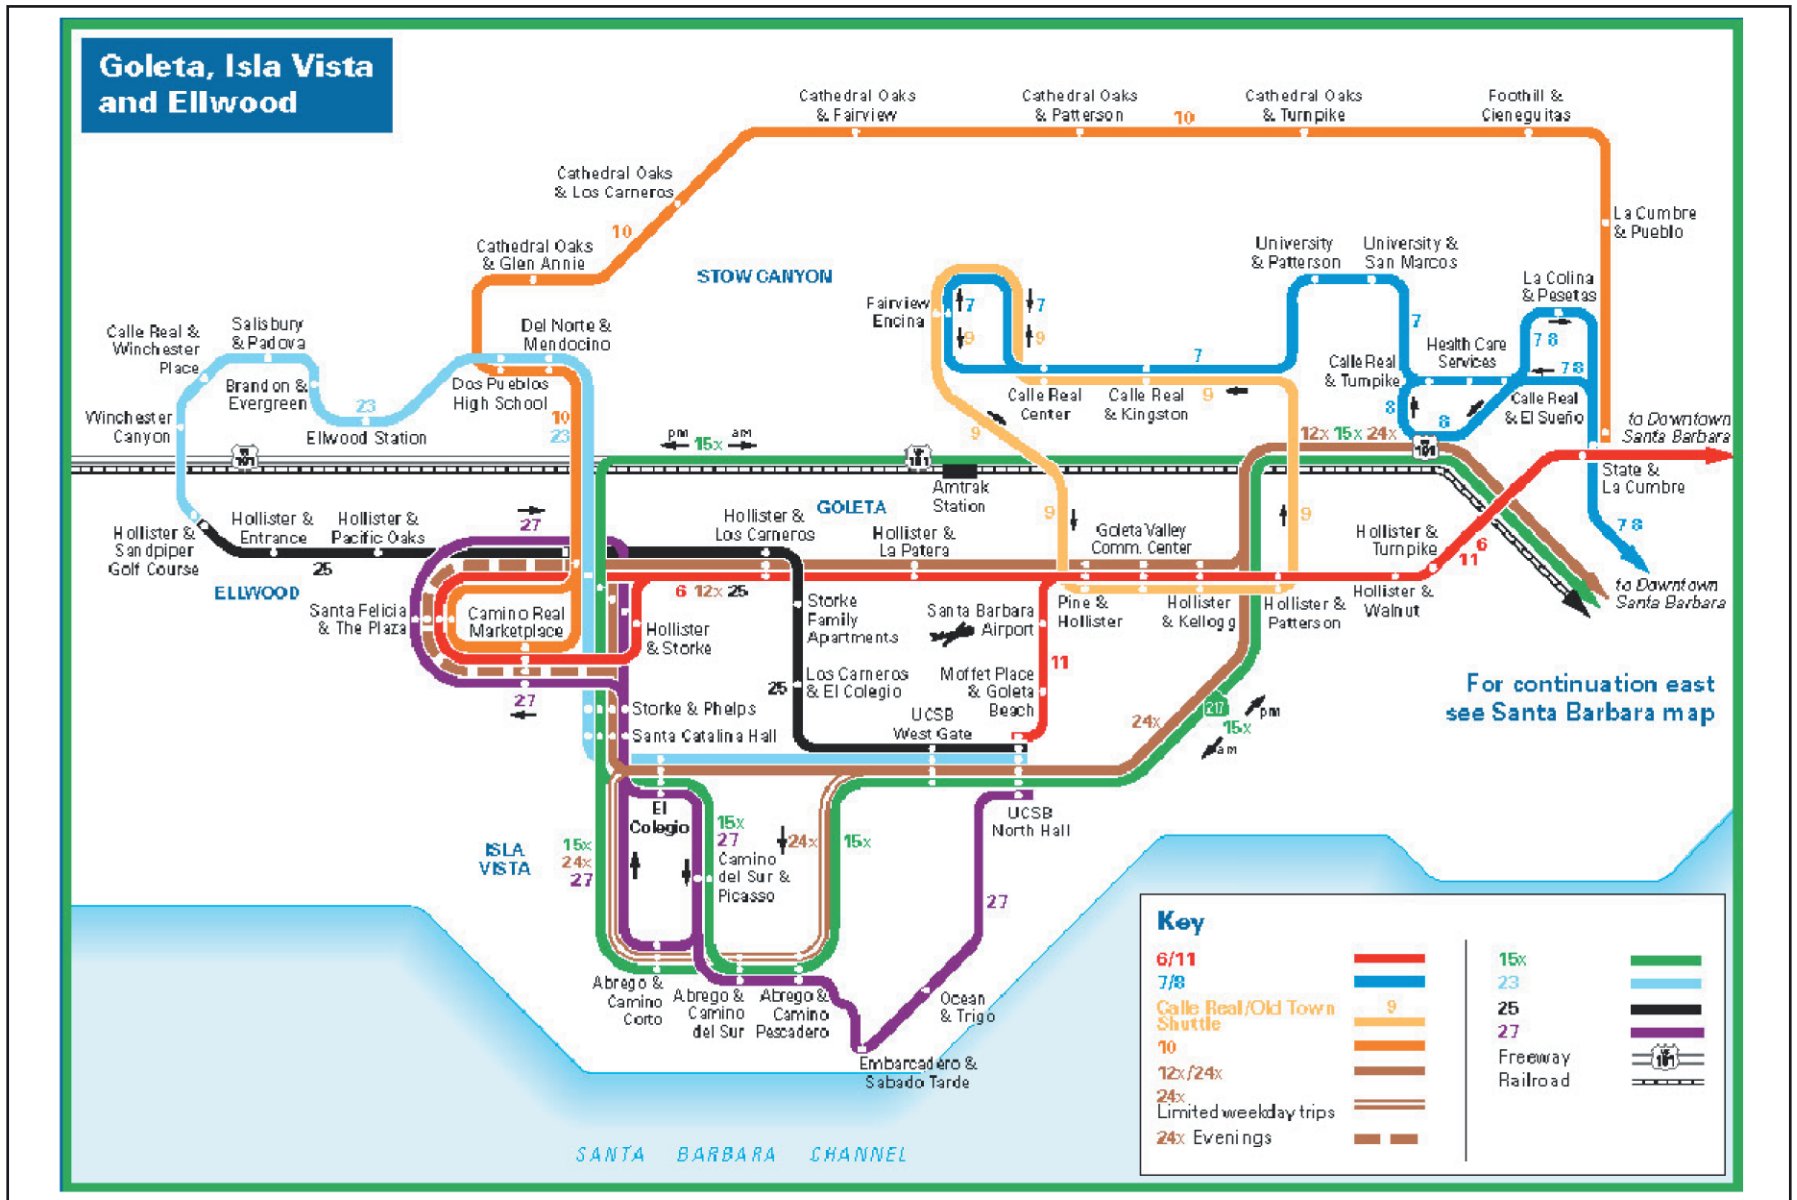 Goleta, Isla Vista
and Ellwood
Cathedral Oaks
& Fairview
Cathedral Oaks
& Patterson
10
Cathedral Oaks
& Turnpike
Foothill &
Cieneguitas
Cathedral Oaks
& Los Carneros
10
La Cumbre
& Pueblo
Cathedral Oaks
& Glen Annie
STOW CANYON
University
& Patterson
University &
San Marcos
La Colina
& Pesetas
Fairview
Encina
7
7
9
9
7
7
Calle Real &
Winchester
Place
Salisbury
& Padova
Del Norte &
Mendocino
Brandon &
Evergreen
Dos Pueblos
High School
Health Care
Services
7 8
7 8
Calle Real
& Turnpike
Calle Real
Center
Calle Real
& Kingston
9
Calle Real
& El Sueño
Winchester
Canyon
23
Ellwood Station
10
23
9
8
8
to Downtown
Santa Barbara
pm
15x
am
12x 15x 24x
US
101
US
101
US
101
Amtrak
Station
State &
La Cumbre
GOLETA
27
Hollister &
Sandpiper
Golf Course
Hollister &
Entrance
Hollister &
Pacific Oaks
25
Hollister &
Los Carneros
Hollister &
La Patera
9
Goleta Valley
Comm. Center
9
Hollister &
Turnpike
6
11
7 8
ELLWOOD
6 12x 25
Santa Felicia
& The Plaza
Camino Real
Marketplace
Hollister
& Storke
Storke
Family
Apartments
Santa Barbara
Airport
Pine &
Hollister
Hollister
& Kellogg
Hollister &
Patterson
Hollister &
Walnut
to Downtown
Santa Barbara
11
27
25
Los Carneros
& El Colegio
Moffet Place
& Goleta
Beach
Storke & Phelps
Santa Catalina Hall
UCSB
West Gate
24x
217
15x
pm
am
For continuation east
see Santa Barbara map
El
Colegio
UCSB
North Hall
15x
27
24x
15x
ISLA
VISTA
15x
24x
27
Camino
del Sur &
Picasso
27
Abrego &
Camino
Corto
Abrego &
Camino
del Sur
Abrego &
Camino
Pescadero
Ocean
& Trigo
Embarcadero &
Sabado Tarde
SANTA BARBARA CHANNEL
Key
6/11
7/8
Calle Real/Old Town
Shuttle
9
10
12x/24x
24x
Limited weekday trips
24x Evenings
15x
23
25
27
Freeway
US
101
Railroad